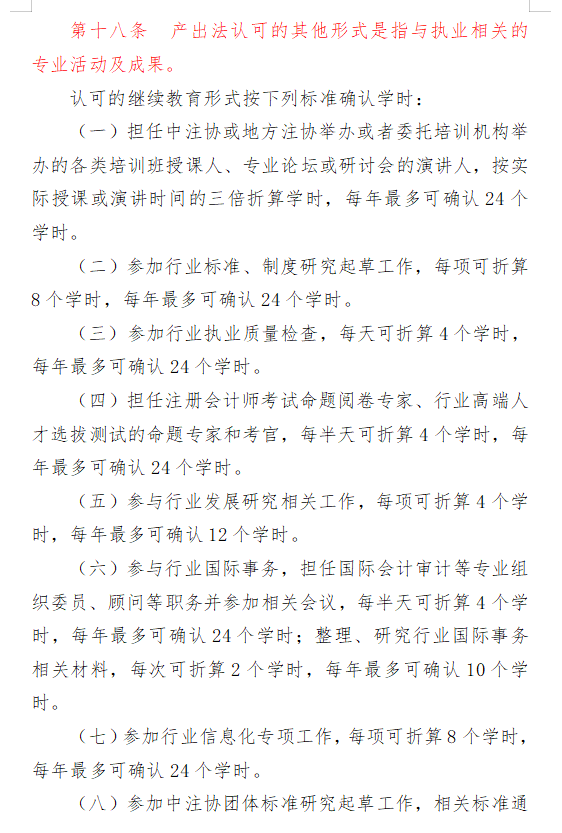 第十八条　产出法认可的其他形式是指与执业相关的
专业活动及成果。
认可的继续教育形式按下列标准确认学时：
（一）担任中注协或地方注协举办或者委托培训机构举
办的各类培训班授课人、专业论坛或研讨会的演讲人，按实
际授课或演讲时间的三倍折算学时，每年最多可确认 24 个
学时。
（二）参加行业标准、制度研究起草工作，每项可折算
8 个学时，每年最多可确认 24 个学时。
（三）参加行业执业质量检查，每天可折算 4 个学时，
每年最多可确认 24 个学时。
（四）担任注册会计师考试命题阅卷专家、行业高端人
才选拔测试的命题专家和考官，每半天可折算 4 个学时，每
年最多可确认 24 个学时。
（五）参与行业发展研究相关工作，每项可折算 4 个学
时，每年最多可确认 12 个学时。
（六）参与行业国际事务，担任国际会计审计等专业组
织委员、顾问等职务并参加相关会议，每半天可折算 4 个学
时，每年最多可确认 24 个学时；整理、研究行业国际事务
相关材料，每次可折算 2 个学时，每年最多可确认 10 个学
时。
（七）参加行业信息化专项工作，每项可折算 8 个学时，
每年最多可确认 24 个学时。
（八）参加中注协团体标准研究起草工作，相关标准通